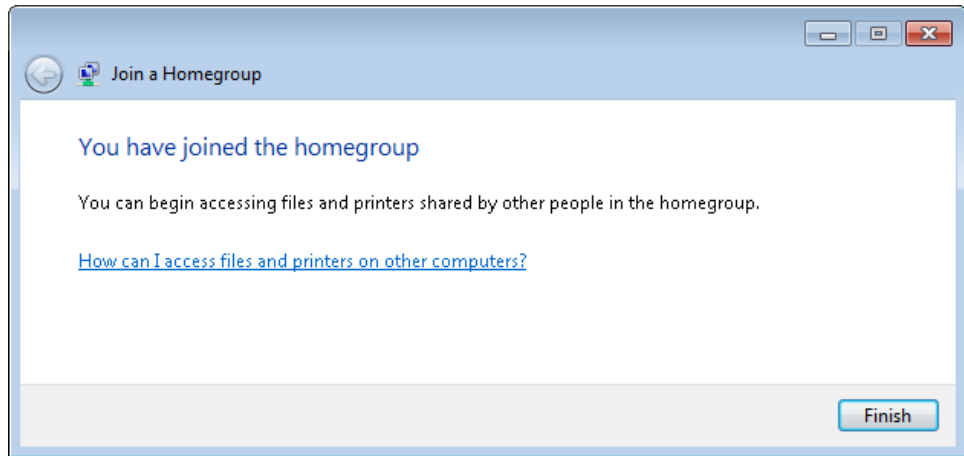 Join a Homegroup
You have joined the homegroup
You can begin accessing files and printers shared by other people in the homegroup.
How can I access files and printers on other computers?
Finish